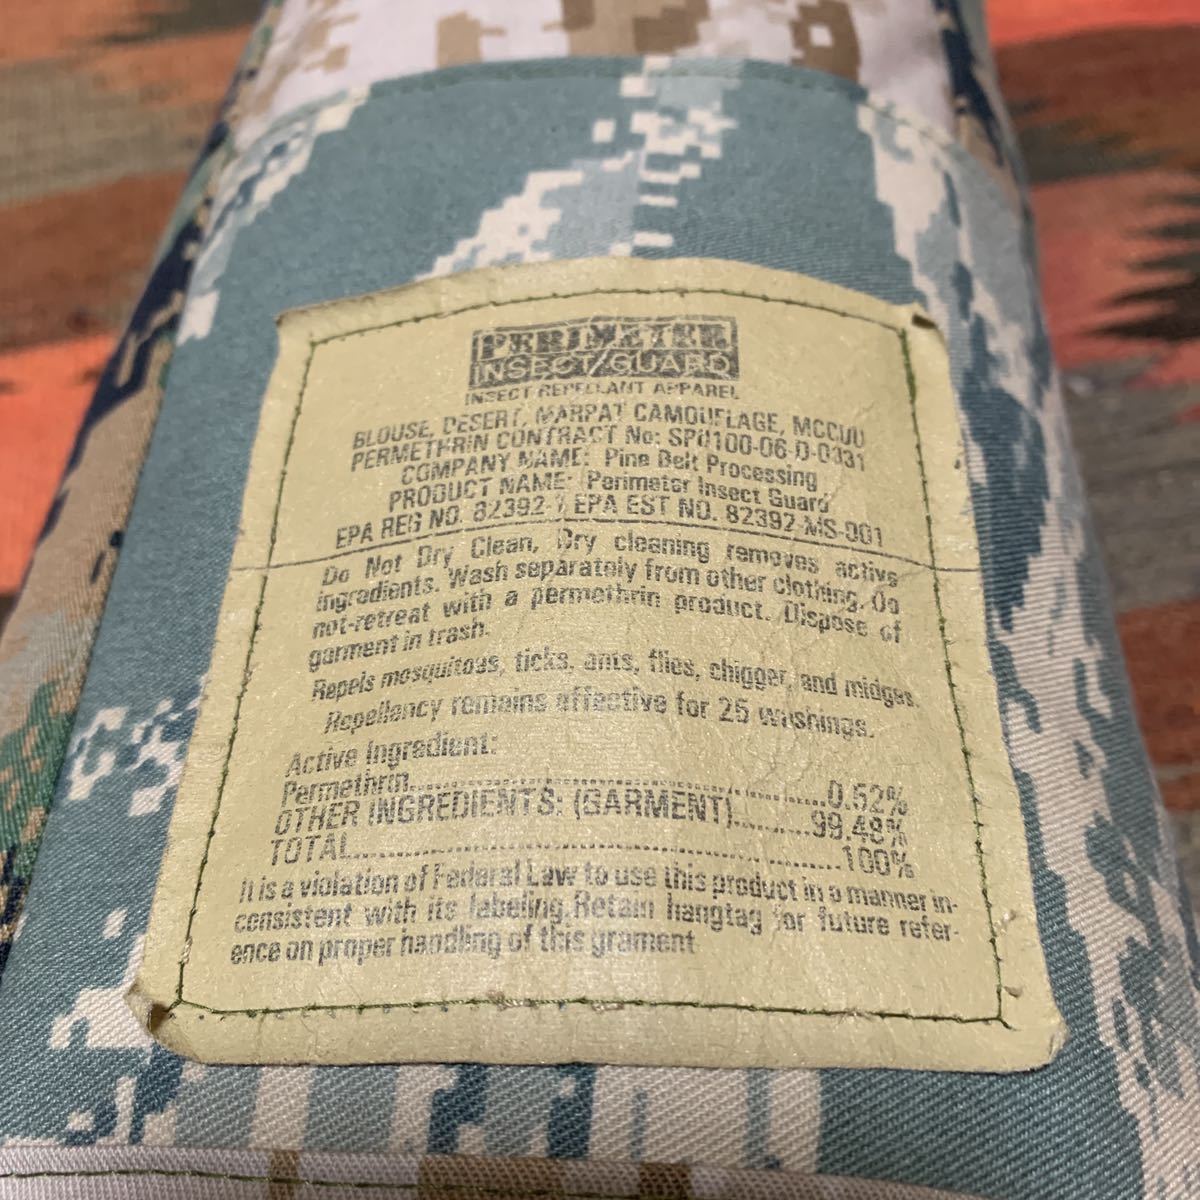 PERIMETER
INSECT/GUARD
INSECT REPELLANT APPAREL
BLOUSE, DESERT, MARPAT CAMOUFLAGE, MCCUU
PERMETHRIN CONTRACT No: SP0100-06-D-0331
COMPANY NAME: Pine Belt Processing
PRODUCT NAME: Perimeter Insect Guard
EPA REG NO. 82392-1 EPA EST NO. 82392-MS-001
Do Not Dry Clean, Dry cleaning removes active
ingredients. Wash separately from other clothing. Do
not-retreat with a permethrin product. Dispose of
garment in trash.
Repels mosquitoas, ticks, ants, flies, chigger, and midges.
Repellancy remains effective for 25 washings.
Active Ingredient:
Permethrin...............................................0.52%
OTHER INGREDIENTS: (GARMENT)..........99.48%
TOTAL...........................................................100%
It is a violation of Federal Law to use this product in a manner in-
consistent with its labeling.Retain hangtag for future refer-
ence on proper handling of this grament